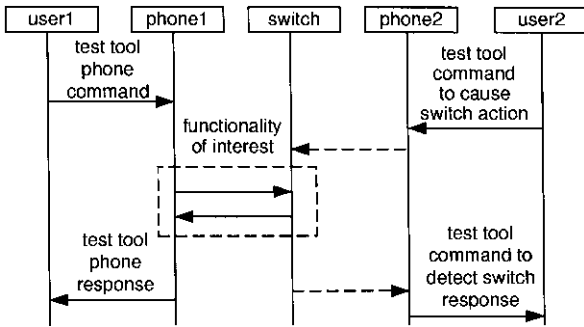 user1
phone1
switch
phone2
user2
test tool
phone
command
test tool
command
to cause
switch action
functionality
of interest
test tool
phone
response
test tool
command to
detect switch
response